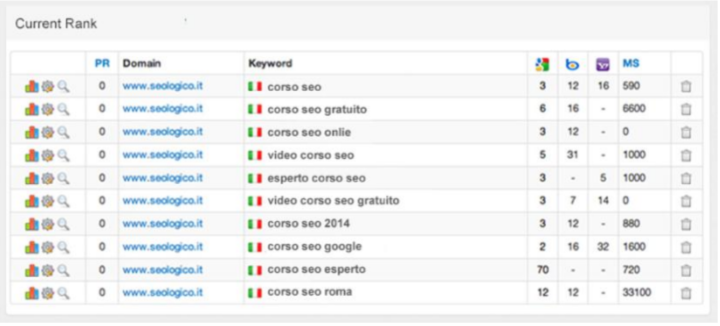 Current Rank
PR Domain Keyword MS
0 www.seologico.it corso seo 3 12 16 590
0 www.seologico.it corso seo gratuito 6 16 - 6600
0 www.seologico.it corso seo onlie 3 12 - 0
0 www.seologico.it video corso seo 5 31 - 1000
0 www.seologico.it esperto corso seo 3 - 5 1000
0 www.seologico.it video corso seo gratuito 3 7 14 0
0 www.seologico.it corso seo 2014 3 12 - 880
0 www.seologico.it corso seo google 2 16 32 1600
0 www.seologico.it corso seo esperto 70 - - 720
0 www.seologico.it corso seo roma 12 12 - 33100